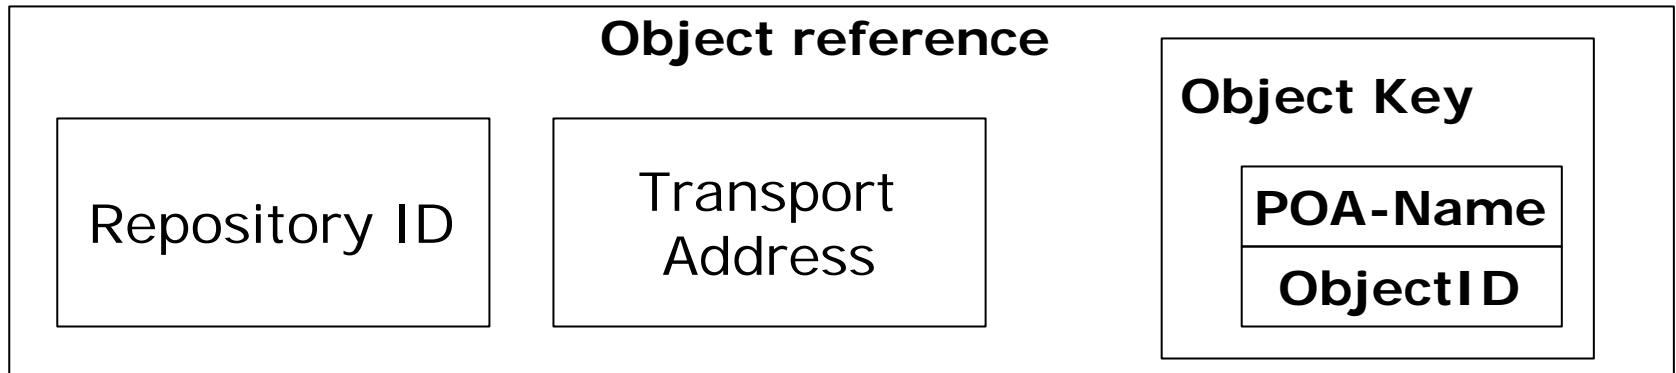 Object reference
Repository ID
Transport
Address
Object Key
POA-Name
ObjectID